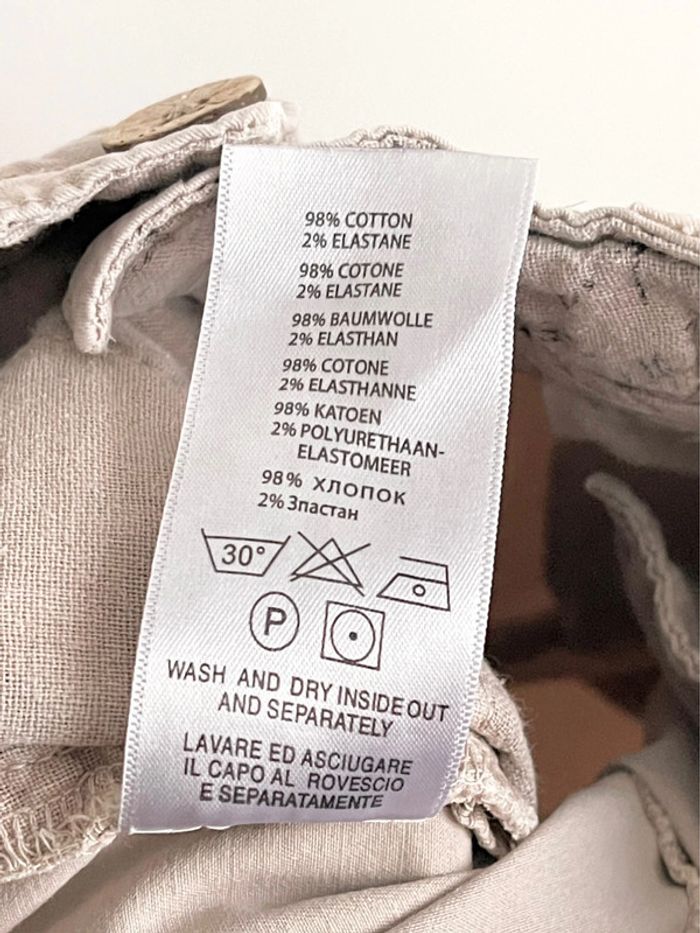 98% COTTON
2% ELASTANE
98% COTONE
2% ELASTANE
98% BAUMWOLLE
2% ELASTHAN
98% COTONE
2% ELASTHANNE
98% KATOEN
2% POLYURETHAAN-
ELASTOMEER
98% хлопок
2% Зпастан
30°
P
WASH AND DRY INSIDE OUT
AND SEPARATELY
LAVARE ED ASCIUGARE
IL CAPO AL ROVESCIO
E SEPARATAMENTE